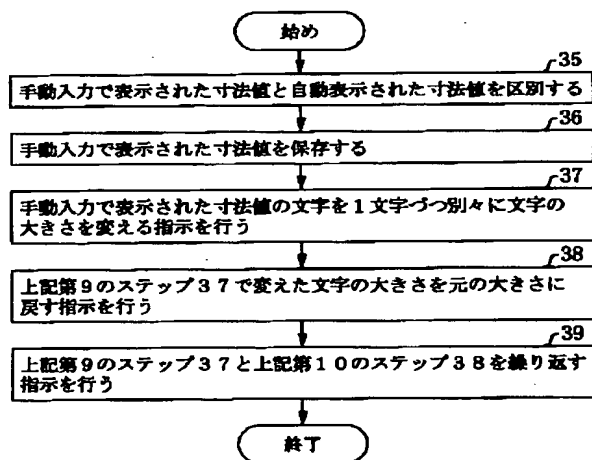 始め
35
手動入力で表示された寸法値と自動表示された寸法値を区別する
36
手動入力で表示された寸法値を保存する
37
手動入力で表示された寸法値の文字を1文字づつ別々に文字の
大きさを変える指示を行う
38
上記第9のステップ37で変えた文字の大きさを元の大きさに
戻す指示を行う
39
上記第9のステップ37と上記第10のステップ38を繰り返す
指示を行う
終了